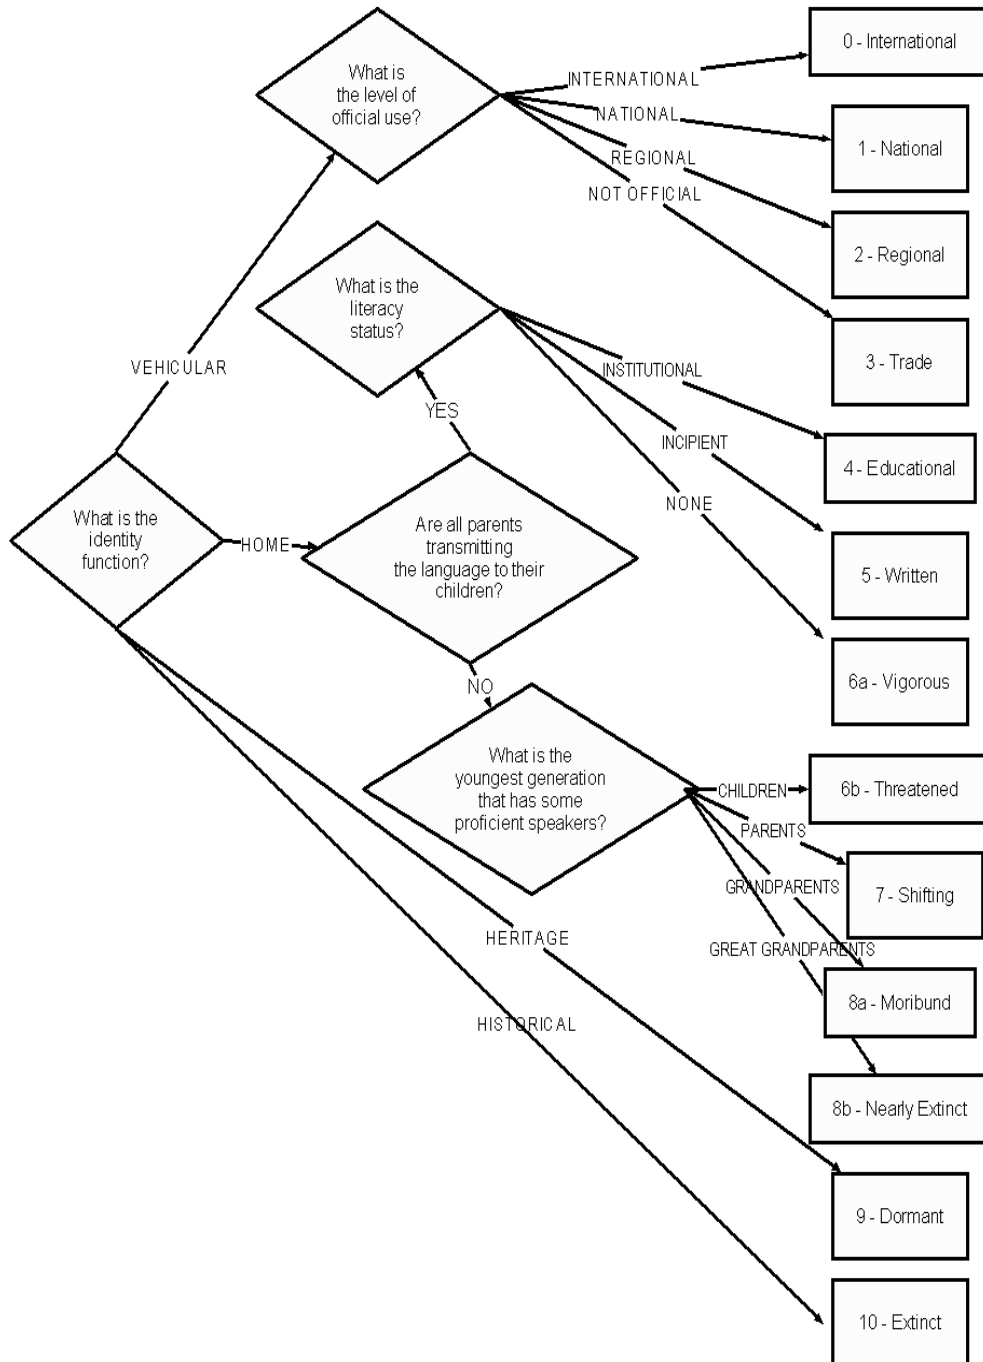 What is
the level of
official use?
INTERNATIONAL
NATIONAL
REGIONAL
NOT OFFICIAL
0 - International
1 - National
2 - Regional
3 - Trade
What is the
literacy
status?
INSTITUTIONAL
INCIPIENT
NONE
4 - Educational
5 - Written
6a - Vigorous
VEHICULAR
YES
What is the
identity
function?
HOME
Are all parents
transmitting
the language to their
children?
NO
What is the
youngest generation
that has some
proficient speakers?
CHILDREN
PARENTS
GRANDPARENTS
GREAT GRANDPARENTS
6b - Threatened
7 - Shifting
8a - Moribund
8b - Nearly Extinct
HERITAGE
HISTORICAL
9 - Dormant
10 - Extinct